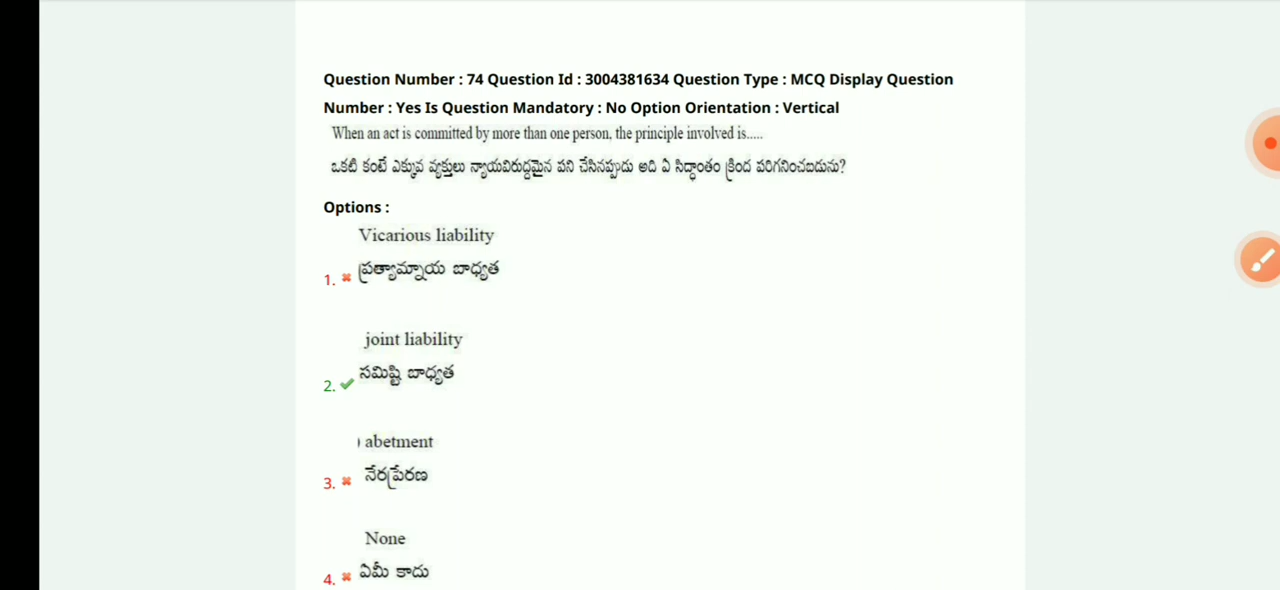 Question Number : 74 Question Id : 3004381634 Question Type : MCQ Display Question
Number : Yes Is Question Mandatory : No Option Orientation : Vertical
When an act is committed by more than one person, the principle involved is.....
ఒకటి కంటే ఎక్కువ వ్యక్తులు న్యాయవిరుద్దమైన పని చేసినప్పుడు అది ఏ సిద్ధాంతం క్రింద పరిగనించబడును?
Options :
Vicarious liability
1. ప్రత్యామ్నాయ బాధ్యత
joint liability
2. సమిష్టి బాధ్యత
) abetment
3. నేరప్రేరణ
None
4. ఏమీ కాదు